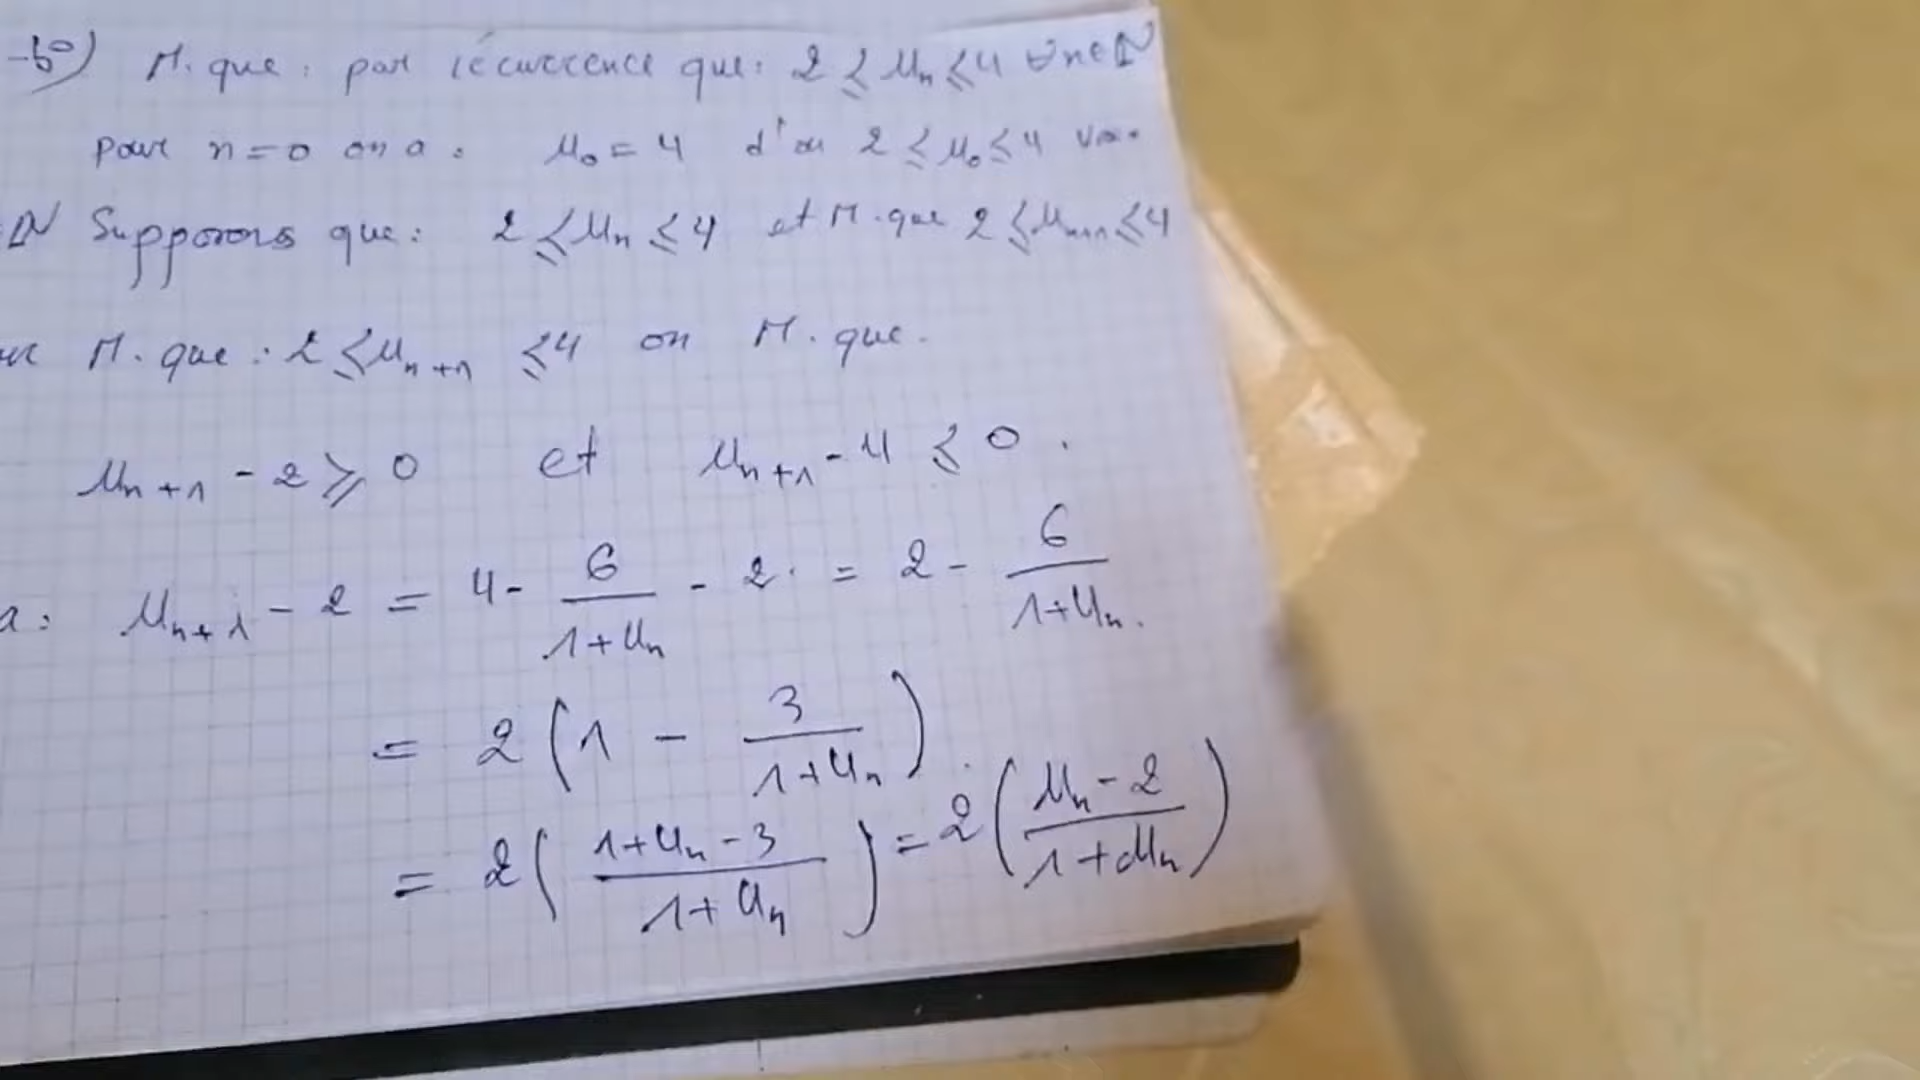 -b) M. que. par récurrence que: 2 ≤ Un ≤ 4 ∀n∈ℕ
pour n=0 on a. U₀ = 4 d'où 2 ≤ U₀ ≤ 4
ℕ Supposons que: 2 ≤ Un ≤ 4 et M. que 2 ≤ Un+1 ≤ 4
M. que: 2 ≤ Un+1 ≤ 4 on M. que.
Un+1 - 2 ≥ 0 et Un+1 - 4 ≤ 0.
a: Un+1 - 2 = 4 - 6/(1+Un) - 2 = 2 - 6/(1+Un).
= 2(1 - 3/(1+Un)).
= 2((1+Un-3)/(1+Un)) = 2((Un-2)/(1+Un))